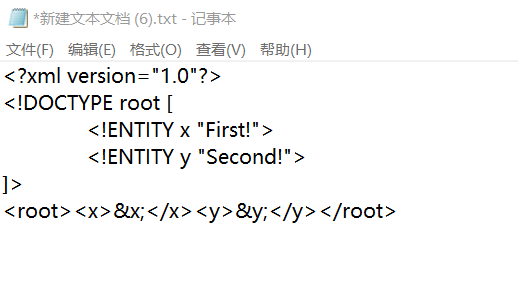 *新建文本文档 (6).txt - 记事本
文件(F) 编辑(E) 格式(O) 查看(V) 帮助(H)
<?xml version="1.0"?>
<!DOCTYPE root [
<!ENTITY x "First!">
<!ENTITY y "Second!">
]>
<root><x>&x;</x><y>&y;</y></root>